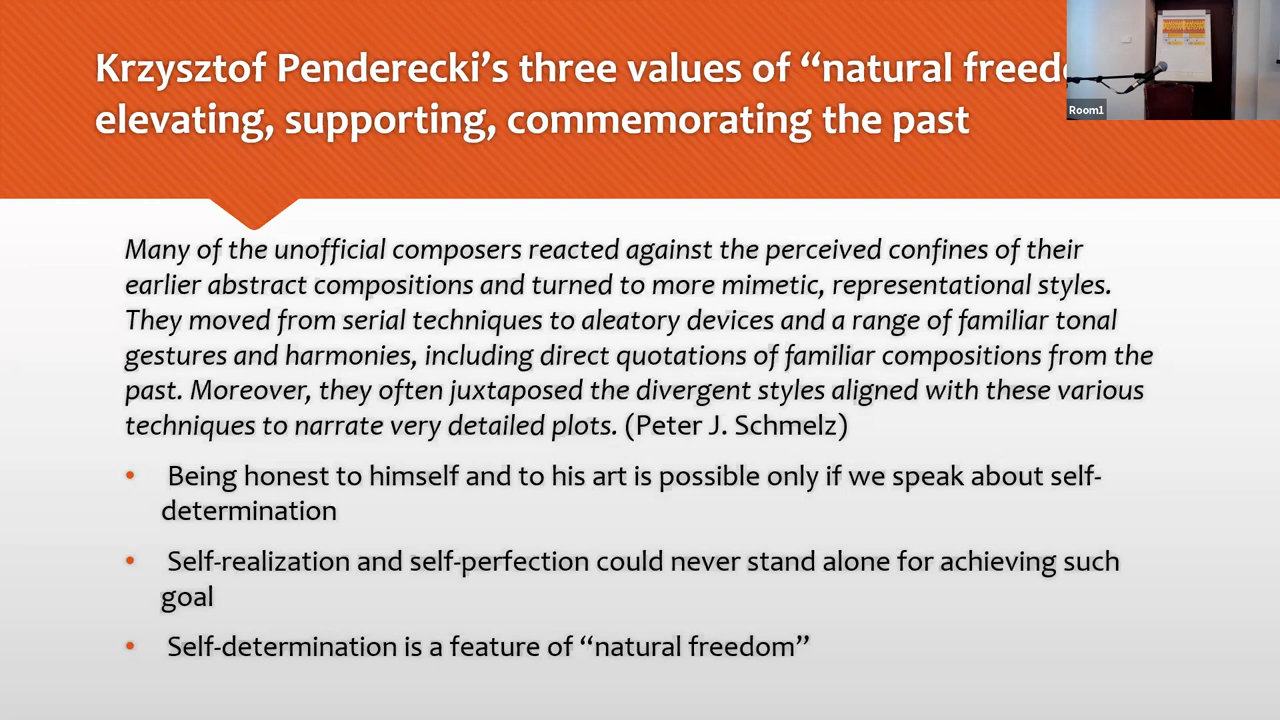 Krzysztof Penderecki’s three values of “natural
elevating, supporting, commemorating the past
Room1
Many of the unofficial composers reacted against the perceived confines of their
earlier abstract compositions and turned to more mimetic, representational styles.
They moved from serial techniques to aleatory devices and a range of familiar tonal
gestures and harmonies, including direct quotations of familiar compositions from the
past. Moreover, they often juxtaposed the divergent styles aligned with these various
techniques to narrate very detailed plots. (Peter J. Schmelz)
• Being honest to himself and to his art is possible only if we speak about self-
determination
• Self-realization and self-perfection could never stand alone for achieving such
goal
• Self-determination is a feature of “natural freedom”